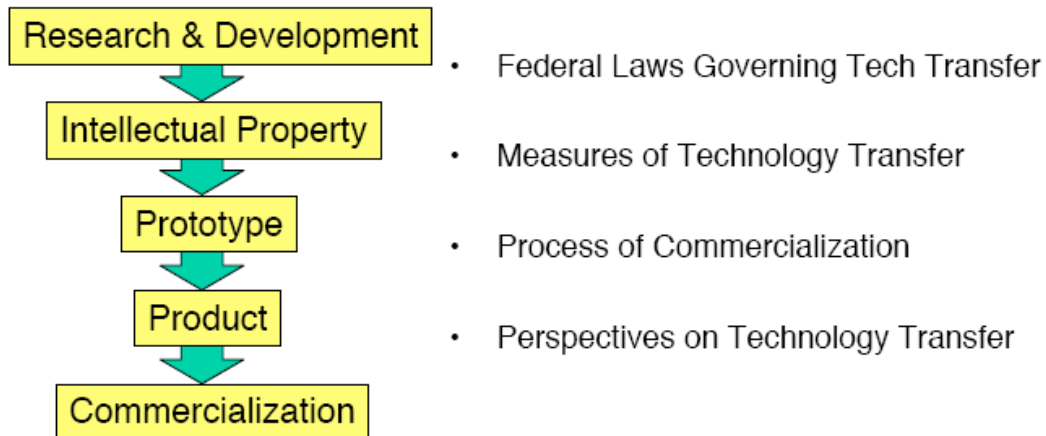 Research & Development
Intellectual Property
Prototype
Product
Commercialization
• Federal Laws Governing Tech Transfer
• Measures of Technology Transfer
• Process of Commercialization
• Perspectives on Technology Transfer